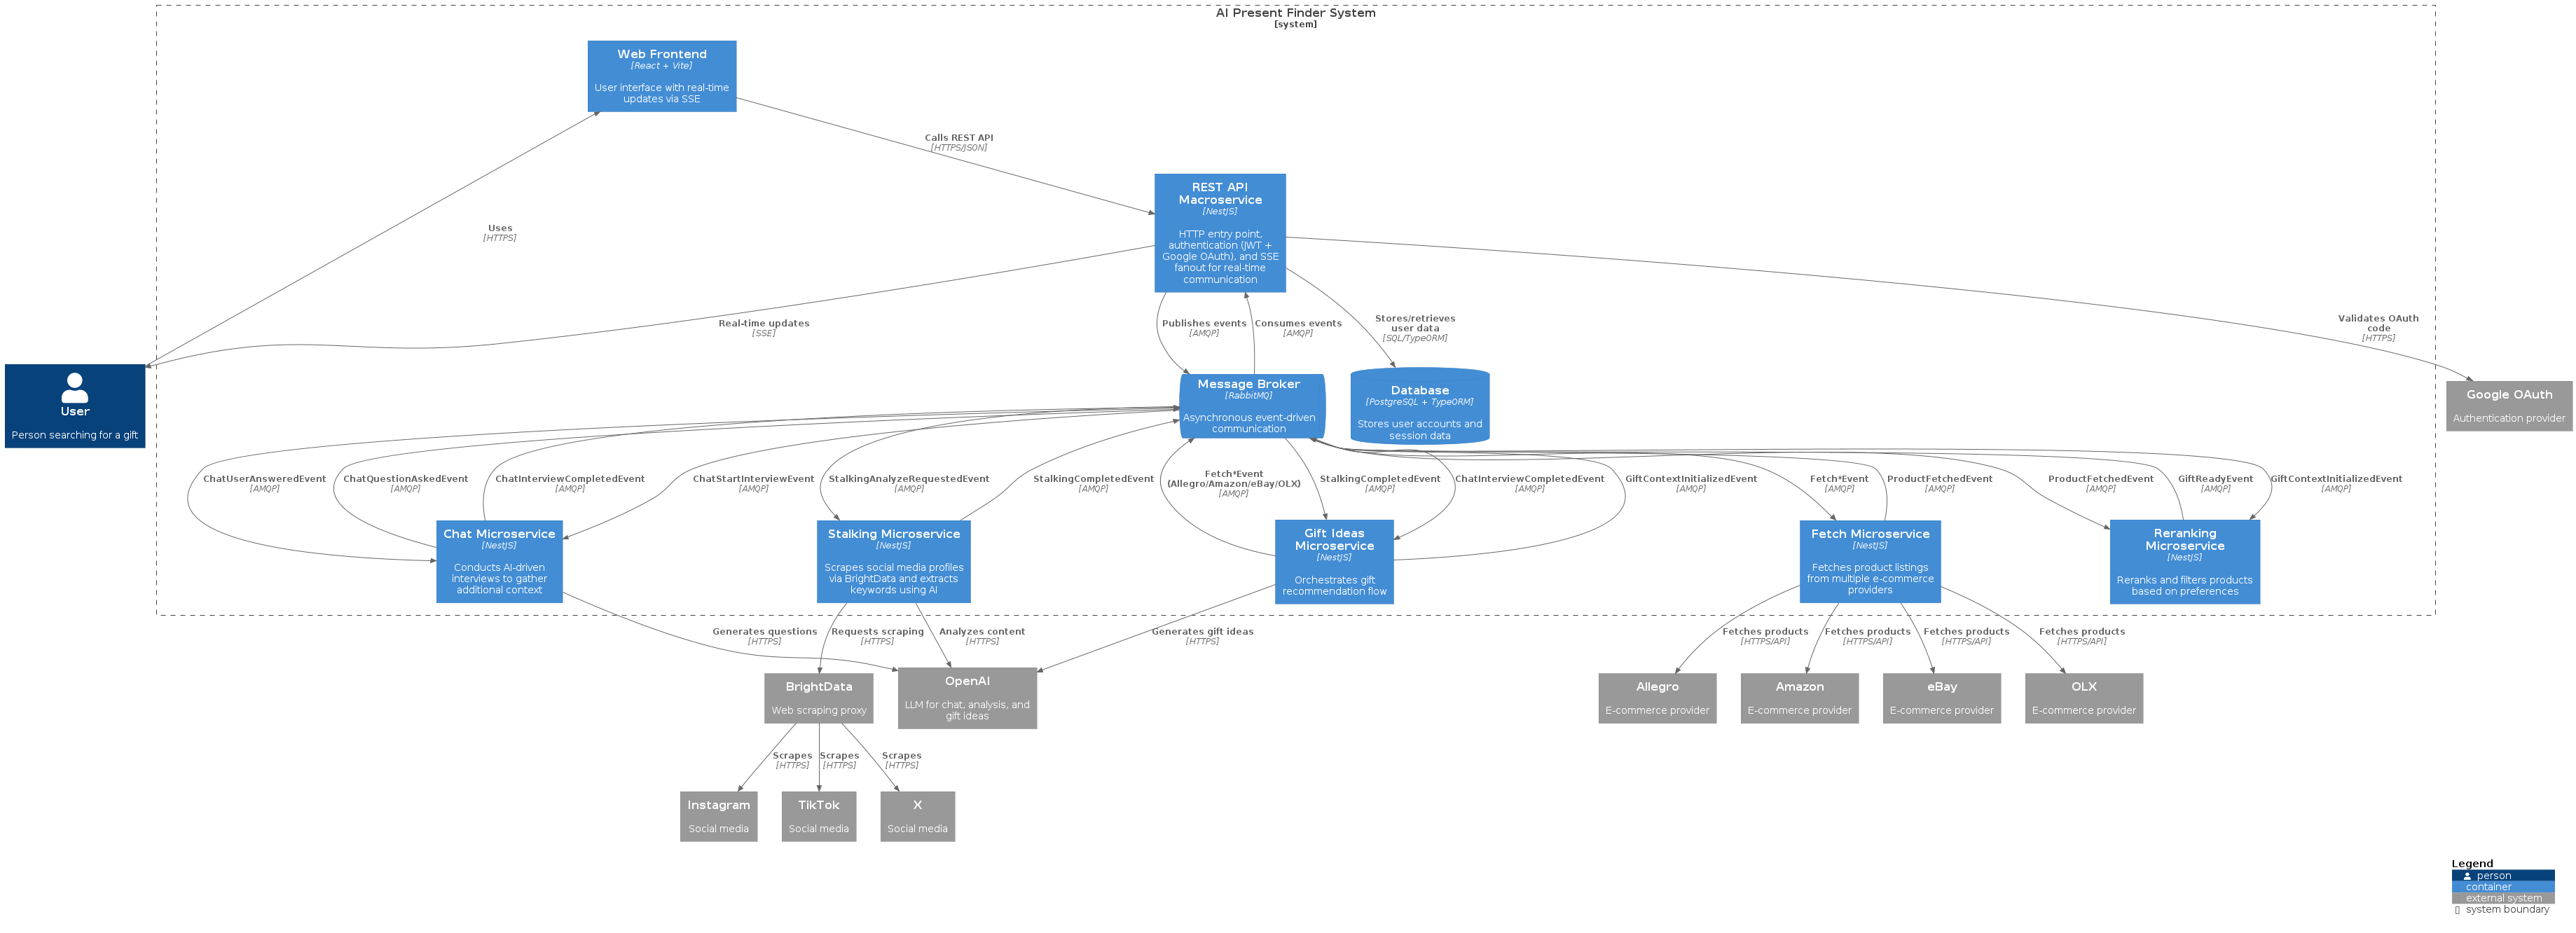 AI Present Finder System
[system]
Web Frontend
[React + Vite]
User interface with real-time
updates via SSE
Calls REST API
[HTTPS/JSON]
REST API
Macroservice
[NestJS]
HTTP entry point,
authentication (JWT +
Google OAuth), and SSE
fanout for real-time
communication
Uses
[HTTPS]
Real-time updates
[SSE]
Publishes events
[AMQP]
Consumes events
[AMQP]
Stores/retrieves
user data
[SQL/TypeORM]
Validates OAuth
code
[HTTPS]
User
Person searching for a gift
Message Broker
[RabbitMQ]
Asynchronous event-driven
communication
Database
[PostgreSQL + TypeORM]
Stores user accounts and
session data
Google OAuth
Authentication provider
ChatUserAnsweredEvent
[AMQP]
ChatQuestionAskedEvent
[AMQP]
ChatInterviewCompletedEvent
[AMQP]
ChatStartInterviewEvent
[AMQP]
StalkingAnalyzeRequestedEvent
[AMQP]
StalkingCompletedEvent
[AMQP]
Fetch*Event
(Allegro/Amazon/eBay/OLX)
[AMQP]
StalkingCompletedEvent
[AMQP]
ChatInterviewCompletedEvent
[AMQP]
GiftContextInitializedEvent
[AMQP]
Fetch*Event
[AMQP]
ProductFetchedEvent
[AMQP]
ProductFetchedEvent
[AMQP]
GiftReadyEvent
[AMQP]
GiftContextInitializedEvent
[AMQP]
Chat Microservice
[NestJS]
Conducts AI-driven
interviews to gather
additional context
Stalking Microservice
[NestJS]
Scrapes social media profiles
via BrightData and extracts
keywords using AI
Gift Ideas
Microservice
[NestJS]
Orchestrates gift
recommendation flow
Fetch Microservice
[NestJS]
Fetches product listings
from multiple e-commerce
providers
Reranking
Microservice
[NestJS]
Reranks and filters products
based on preferences
Generates questions
[HTTPS]
Requests scraping
[HTTPS]
Analyzes content
[HTTPS]
Generates gift ideas
[HTTPS]
Fetches products
[HTTPS/API]
Fetches products
[HTTPS/API]
Fetches products
[HTTPS/API]
Fetches products
[HTTPS/API]
BrightData
Web scraping proxy
OpenAI
LLM for chat, analysis, and
gift ideas
Allegro
E-commerce provider
Amazon
E-commerce provider
eBay
E-commerce provider
OLX
E-commerce provider
Scrapes
[HTTPS]
Scrapes
[HTTPS]
Scrapes
[HTTPS]
Instagram
Social media
TikTok
Social media
X
Social media
Legend
person
container
external system
system boundary